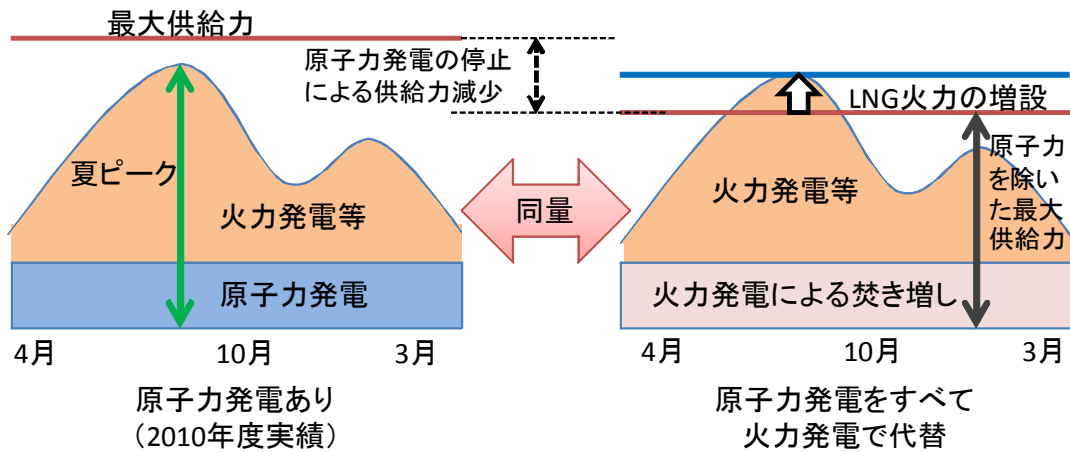 最大供給力
原子力発電の停止
による供給力減少
夏ピーク
火力発電等
原子力発電
4月
10月
3月
原子力発電あり
（2010年度実績）
同量
LNG火力の増設
原子力
を除い
た最大
供給力
火力発電等
火力発電による焚き増し
4月
10月
3月
原子力発電をすべて
火力発電で代替